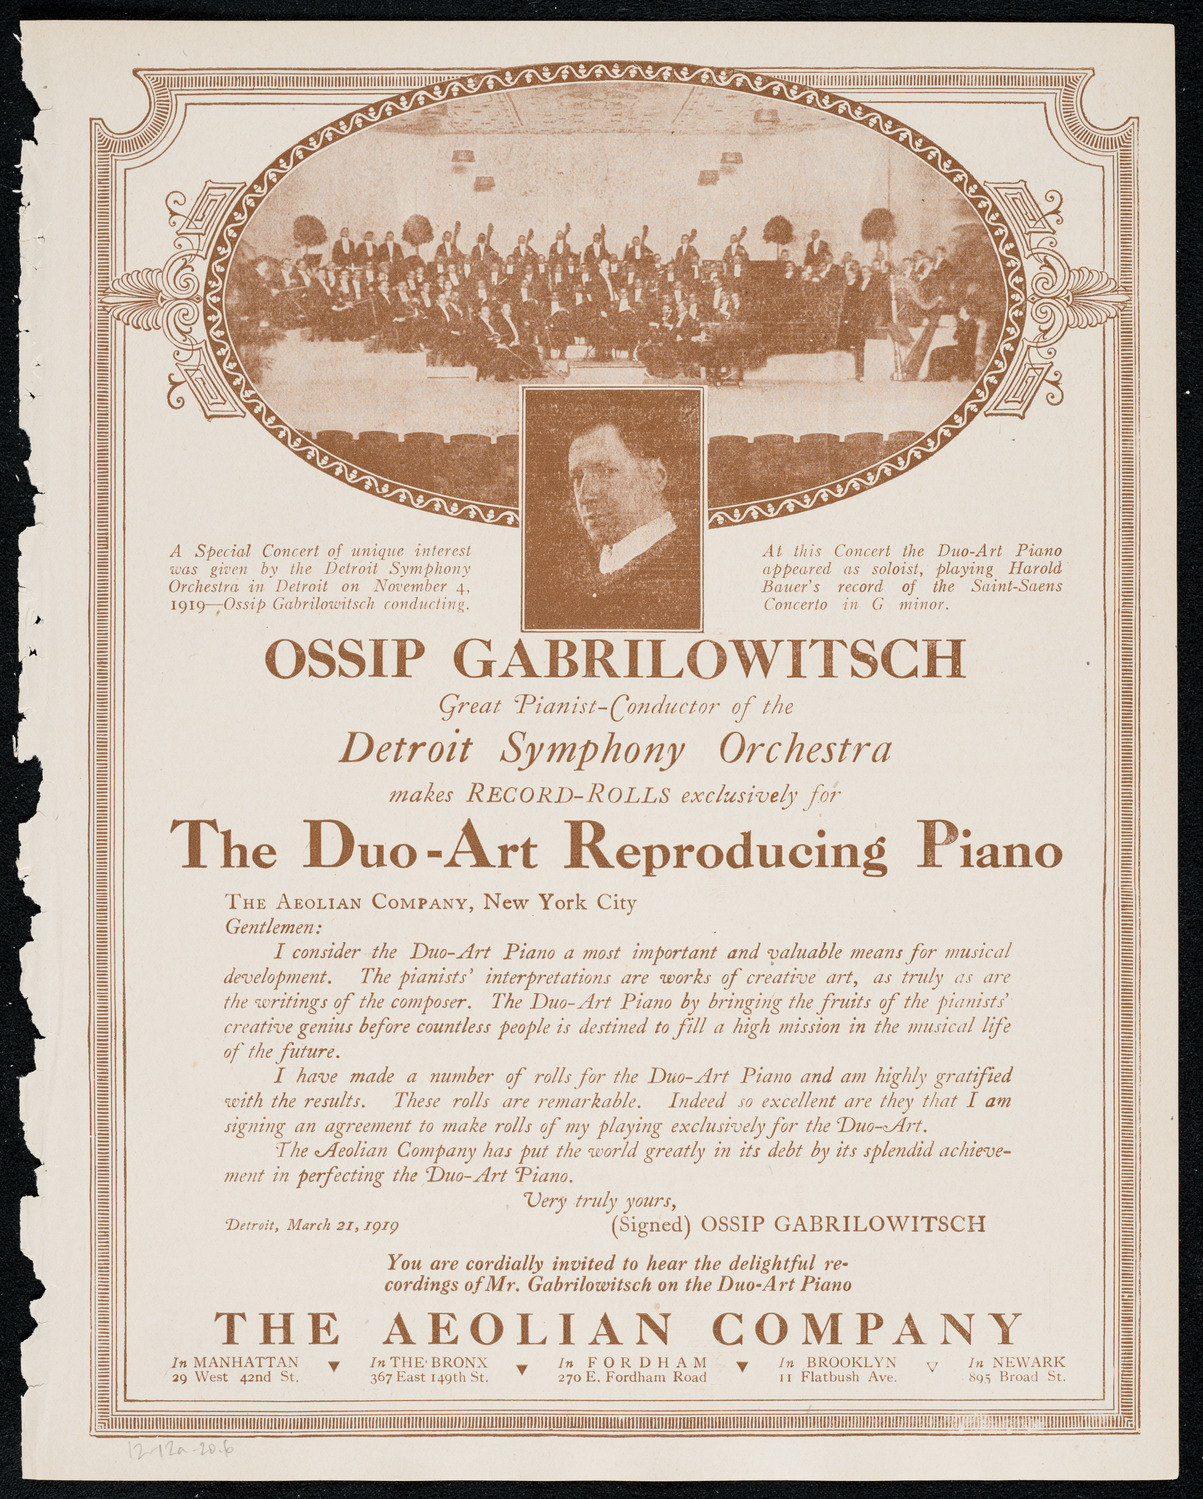 A Special Concert of unique interest
was given by the Detroit Symphony
Orchestra in Detroit on November 4,
1919—Ossip Gabrilowitsch conducting.
At this Concert the Duo-Art Piano
appeared as soloist, playing Harold
Bauer's record of the Saint-Saens
Concerto in G minor.
OSSIP GABRILOWITSCH
Great Pianist-Conductor of the
Detroit Symphony Orchestra
makes RECORD-ROLLS exclusively for
The Duo-Art Reproducing Piano
THE AEOLIAN COMPANY, New York City
Gentlemen:
I consider the Duo-Art Piano a most important and valuable means for musical
development. The pianists' interpretations are works of creative art, as truly as are
the writings of the composer. The Duo-Art Piano by bringing the fruits of the pianists'
creative genius before countless people is destined to fill a high mission in the musical life
of the future.
I have made a number of rolls for the Duo-Art Piano and am highly gratified
with the results. These rolls are remarkable. Indeed so excellent are they that I am
signing an agreement to make rolls of my playing exclusively for the Duo-Art.
The Aeolian Company has put the world greatly in its debt by its splendid achieve-
ment in perfecting the Duo-Art Piano.
Very truly yours,
Detroit, March 21, 1919 (Signed) OSSIP GABRILOWITSCH
You are cordially invited to hear the delightful re-
cordings of Mr. Gabrilowitsch on the Duo-Art Piano
THE AEOLIAN COMPANY
In MANHATTAN
29 West 42nd St.
In THE BRONX
367 East 149th St.
In FORDHAM
270 E. Fordham Road
In BROOKLYN
11 Flatbush Ave.
In NEWARK
895 Broad St.